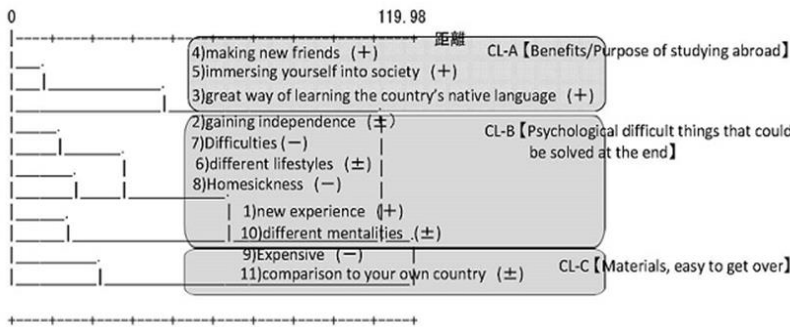 0 119.98
距離
4)making new friends (+) CL-A【Benefits/Purpose of studying abroad】
5)immersing yourself into society (+)
3)great way of learning the country's native language (+)
2)gaining independence (±)
7)Difficulties(−) CL-B【Psychological difficult things that could
6)different lifestyles (±) be solved at the end】
8)Homesickness (−)
1)new experience (+)
10)different mentalities (±)
9)Expensive (−)
11)comparison to your own country (±) CL-C【Materials, easy to get over】